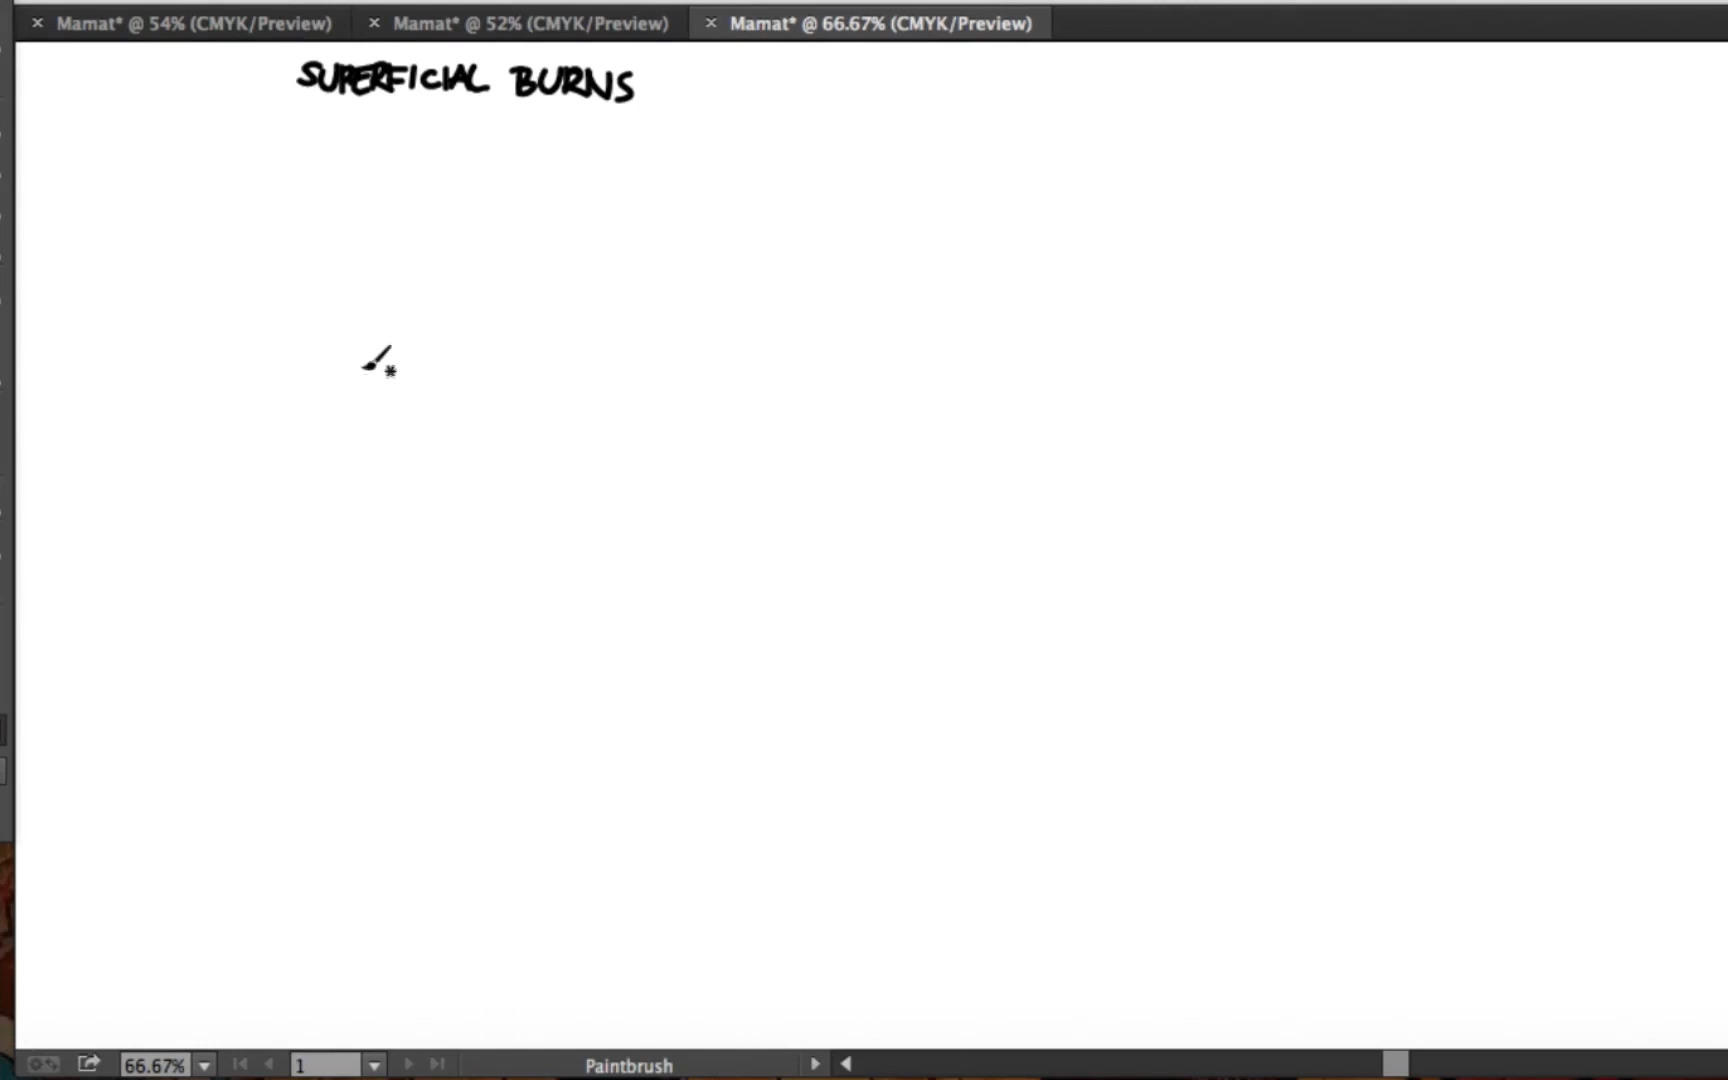 Mamat* @ 54% (CMYK/Preview) Mamat* @ 52% (CMYK/Preview) Mamat* @ 66.67% (CMYK/Preview)
SUPERFICIAL BURNS
66.67% 1 Paintbrush